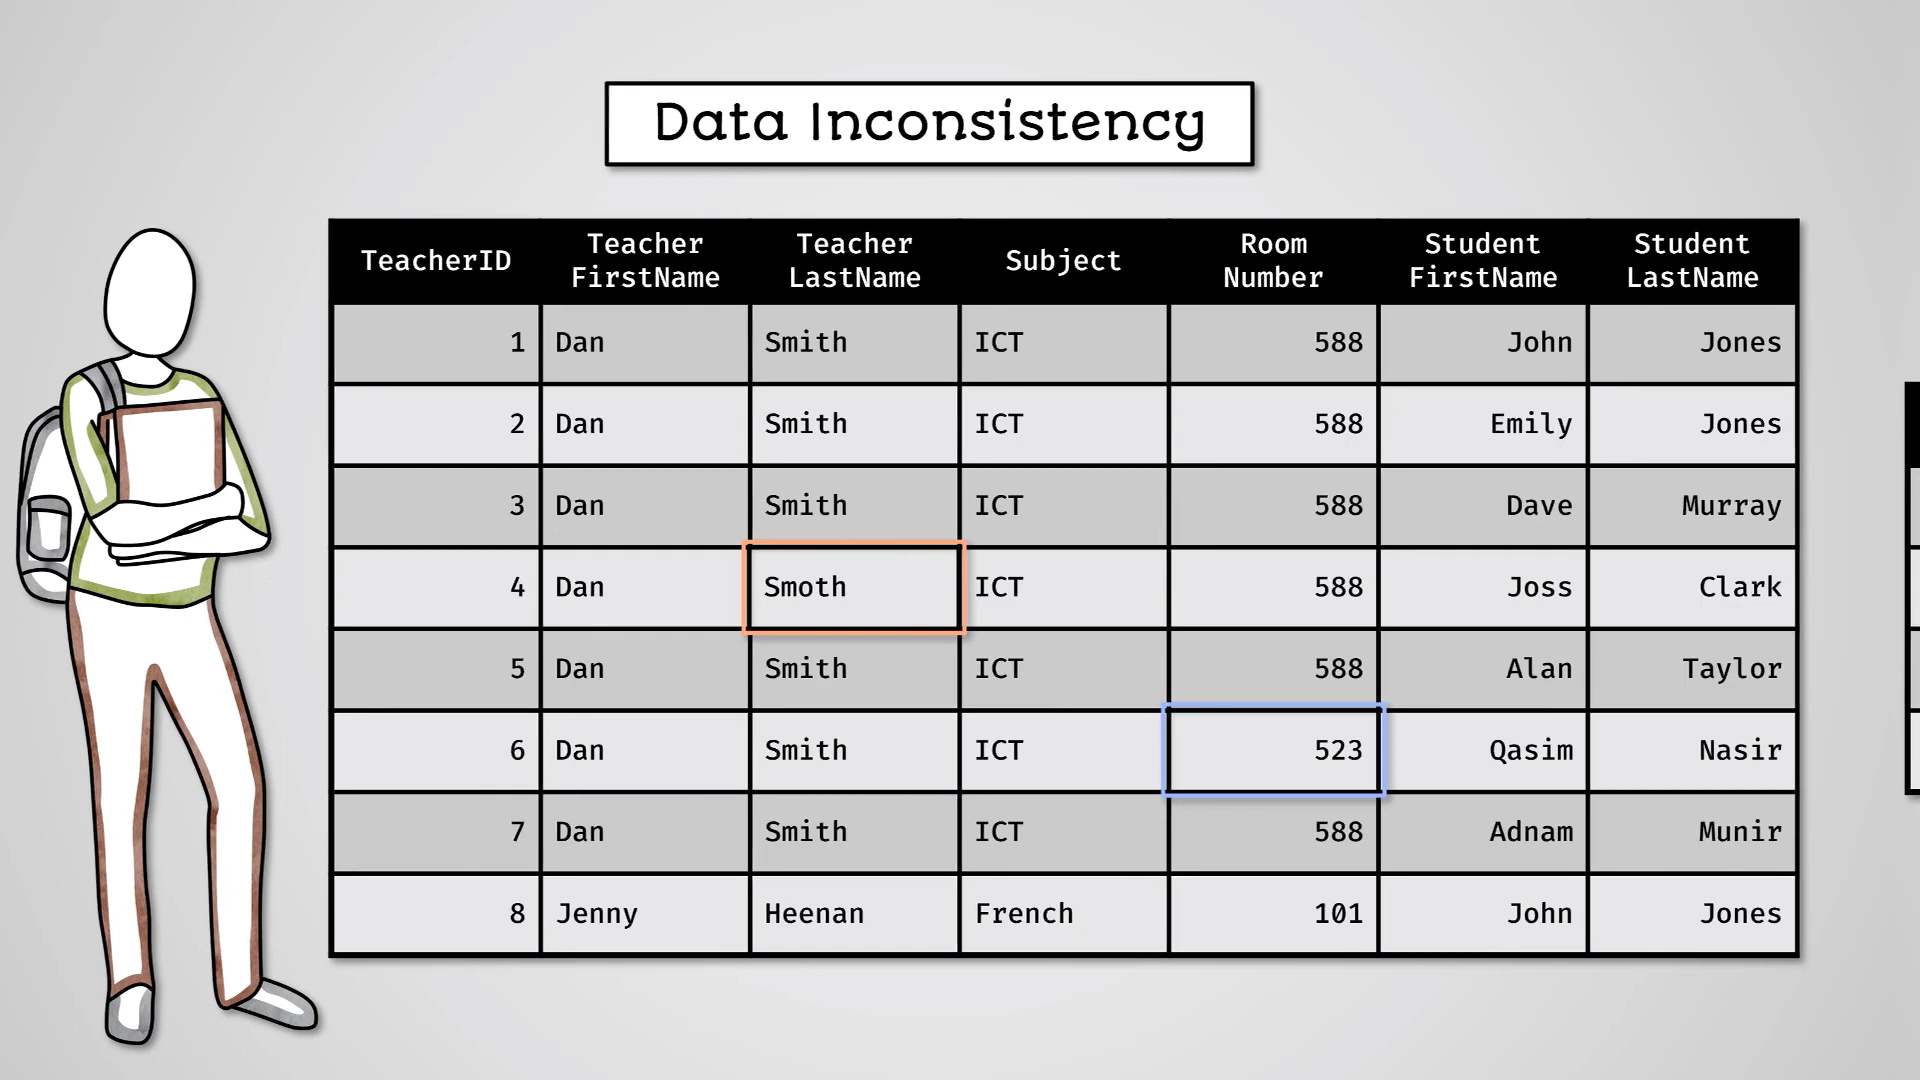 Data Inconsistency
TeacherID Teacher FirstName Teacher LastName Subject Room Number Student FirstName Student LastName
1 Dan Smith ICT 588 John Jones
2 Dan Smith ICT 588 Emily Jones
3 Dan Smith ICT 588 Dave Murray
4 Dan Smoth ICT 588 Joss Clark
5 Dan Smith ICT 588 Alan Taylor
6 Dan Smith ICT 523 Qasim Nasir
7 Dan Smith ICT 588 Adnam Munir
8 Jenny Heenan French 101 John Jones